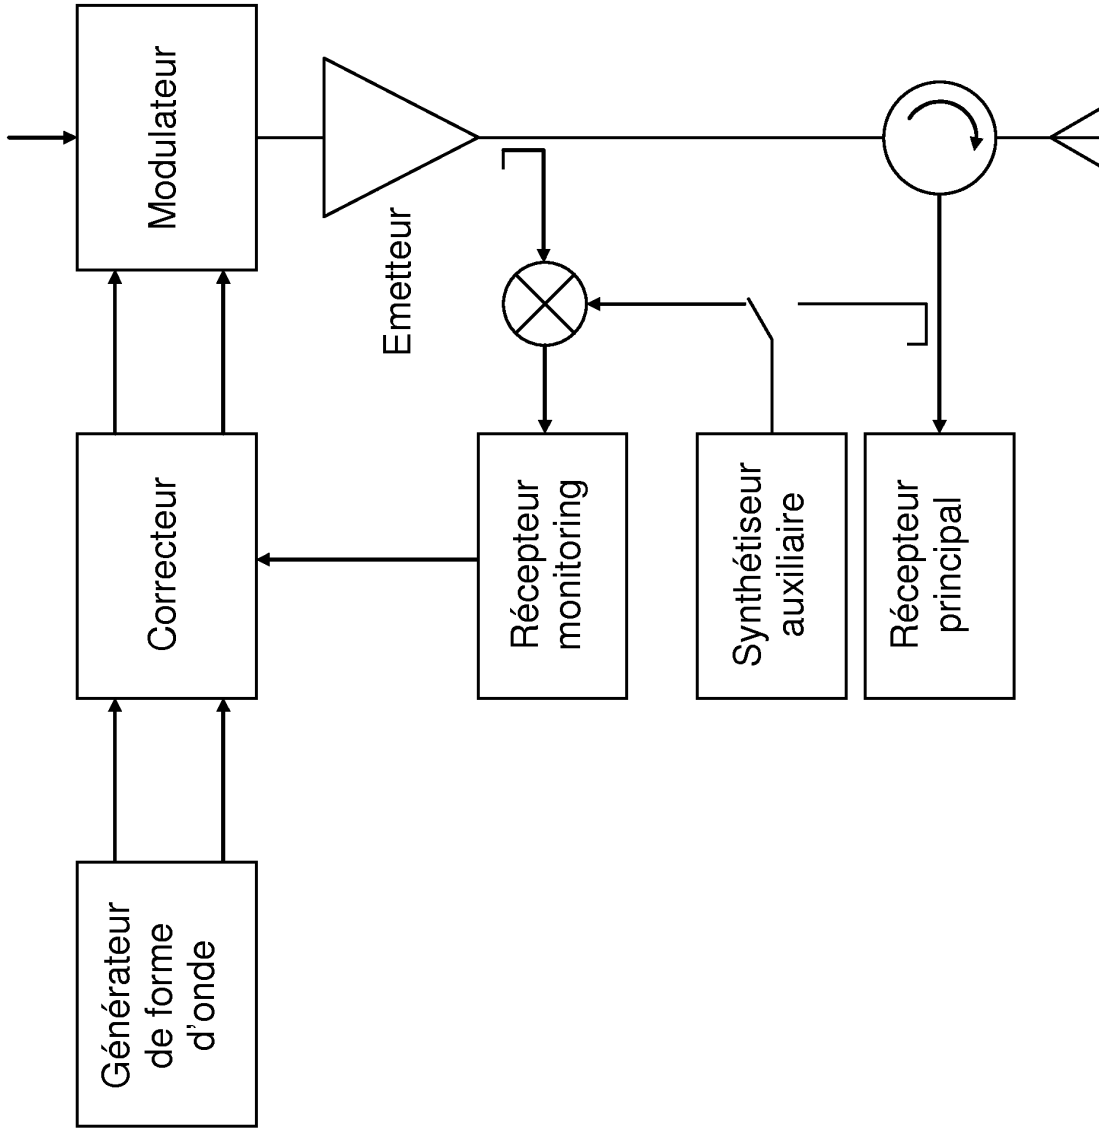 Générateur
de forme
d'onde
Correcteur
Modulateur
Emetteur
Récepteur
monitoring
Synthétiseur
auxiliaire
Récepteur
principal